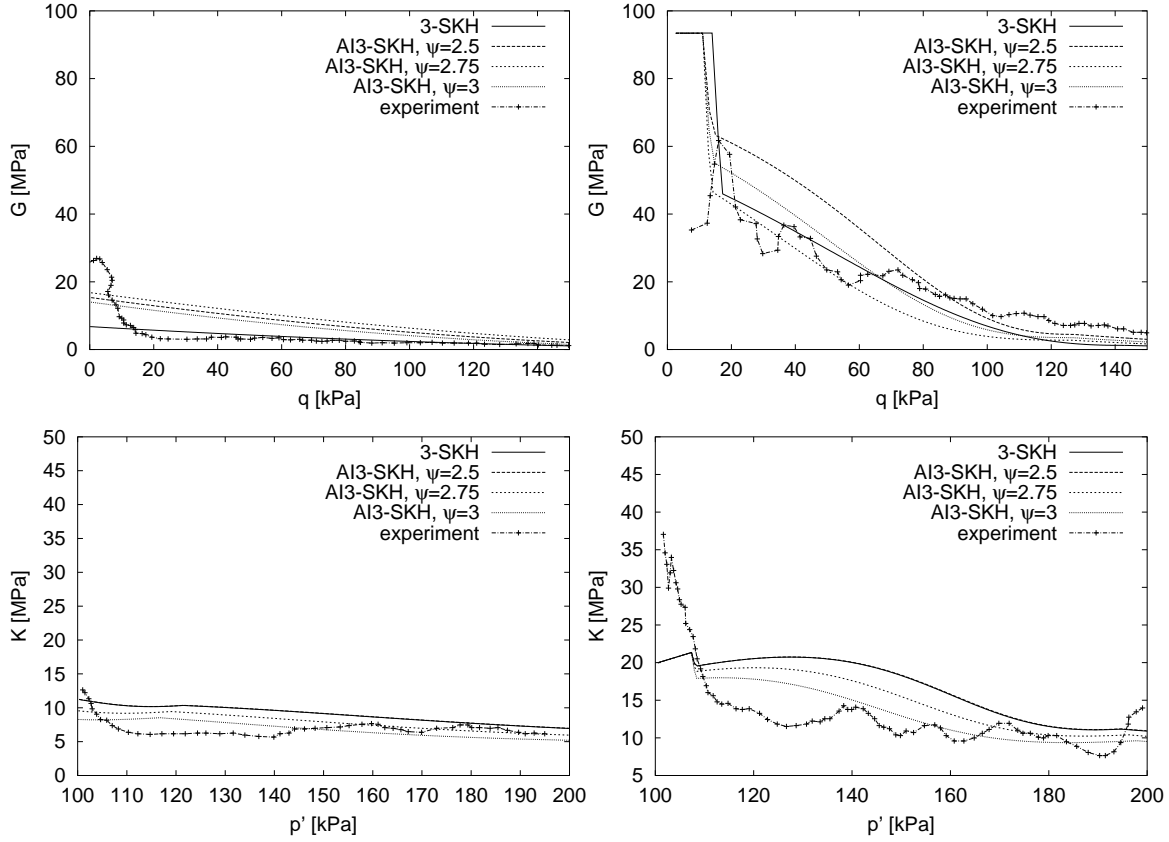 100
80
60
40
20
0
G [MPa]
0 20 40 60 80 100 120 140
q [kPa]
3-SKH
AI3-SKH, ψ=2.5
AI3-SKH, ψ=2.75
AI3-SKH, ψ=3
experiment
100
80
60
40
20
0
G [MPa]
0 20 40 60 80 100 120 140
q [kPa]
3-SKH
AI3-SKH, ψ=2.5
AI3-SKH, ψ=2.75
AI3-SKH, ψ=3
experiment
50
45
40
35
30
25
20
15
10
5
0
K [MPa]
100 110 120 130 140 150 160 170 180 190 200
p' [kPa]
3-SKH
AI3-SKH, ψ=2.5
AI3-SKH, ψ=2.75
AI3-SKH, ψ=3
experiment
50
45
40
35
30
25
20
15
10
5
K [MPa]
100 120 140 160 180 200
p' [kPa]
3-SKH
AI3-SKH, ψ=2.5
AI3-SKH, ψ=2.75
AI3-SKH, ψ=3
experiment